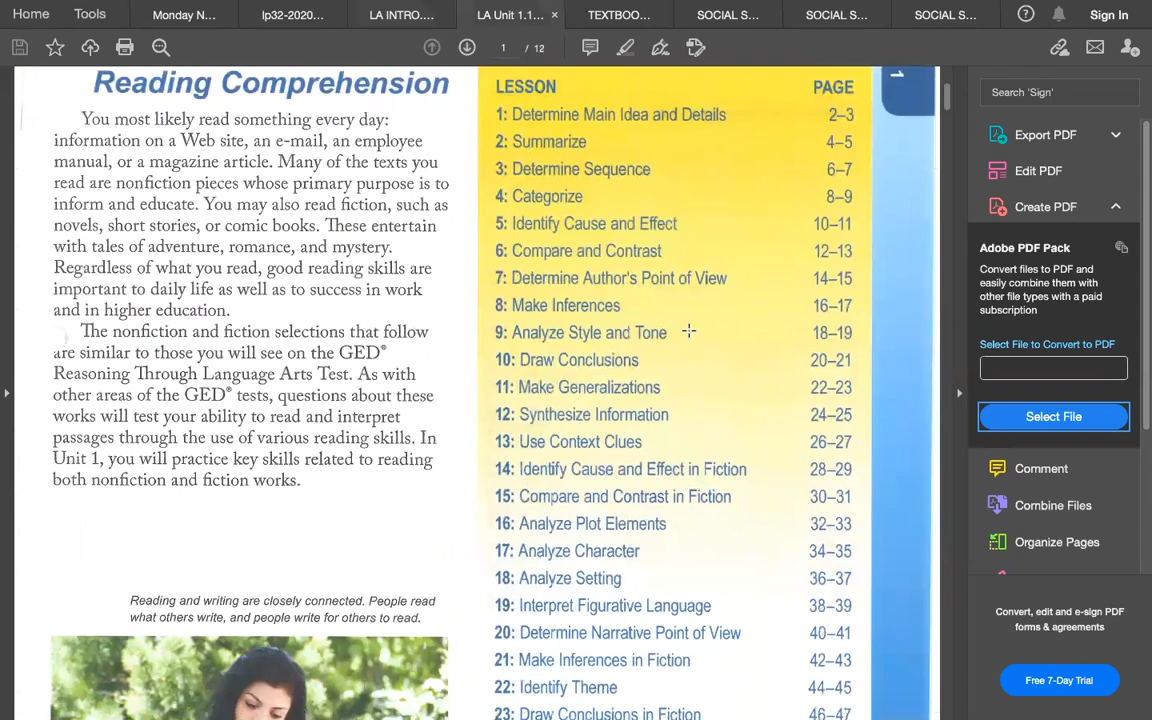 Home
Tools
Monday N...
lp32-2020...
LA INTRO....
LA Unit 1.1...
TEXTBOO...
SOCIAL S...
SOCIAL S...
SOCIAL S...
Sign In
1 / 12
Reading Comprehension
You most likely read something every day:
information on a Web site, an e-mail, an employee
manual, or a magazine article. Many of the texts you
read are nonfiction pieces whose primary purpose is to
inform and educate. You may also read fiction, such as
novels, short stories, or comic books. These entertain
with tales of adventure, romance, and mystery.
Regardless of what you read, good reading skills are
important to daily life as well as to success in work
and in higher education.
The nonfiction and fiction selections that follow
are similar to those you will see on the GED®
Reasoning Through Language Arts Test. As with
other areas of the GED® tests, questions about these
works will test your ability to read and interpret
passages through the use of various reading skills. In
Unit 1, you will practice key skills related to reading
both nonfiction and fiction works.
Reading and writing are closely connected. People read
what others write, and people write for others to read.
LESSON PAGE
1: Determine Main Idea and Details 2–3
2: Summarize 4–5
3: Determine Sequence 6–7
4: Categorize 8–9
5: Identify Cause and Effect 10–11
6: Compare and Contrast 12–13
7: Determine Author's Point of View 14–15
8: Make Inferences 16–17
9: Analyze Style and Tone 18–19
10: Draw Conclusions 20–21
11: Make Generalizations 22–23
12: Synthesize Information 24–25
13: Use Context Clues 26–27
14: Identify Cause and Effect in Fiction 28–29
15: Compare and Contrast in Fiction 30–31
16: Analyze Plot Elements 32–33
17: Analyze Character 34–35
18: Analyze Setting 36–37
19: Interpret Figurative Language 38–39
20: Determine Narrative Point of View 40–41
21: Make Inferences in Fiction 42–43
22: Identify Theme 44–45
23: Draw Conclusions in Fiction 46–47
Search 'Sign'
Export PDF
Edit PDF
Create PDF
Adobe PDF Pack
Convert files to PDF and
easily combine them with
other file types with a paid
subscription
Select File to Convert to PDF
Select File
Comment
Combine Files
Organize Pages
Convert, edit and e-sign PDF
forms & agreements
Free 7-Day Trial